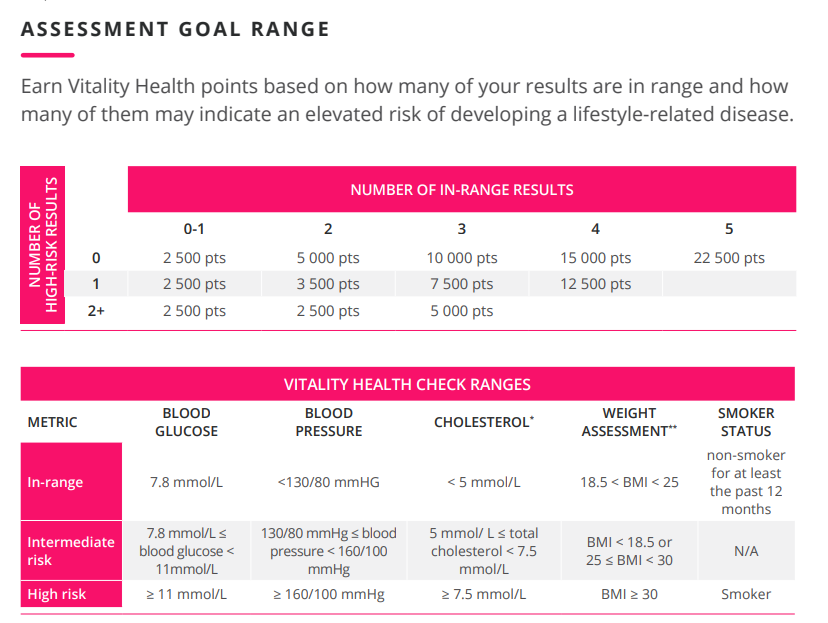 ASSESSMENT GOAL RANGE
Earn Vitality Health points based on how many of your results are in range and how
many of them may indicate an elevated risk of developing a lifestyle-related disease.
NUMBER OF
HIGH-RISK RESULTS
NUMBER OF IN-RANGE RESULTS
0-1 2 3 4 5
0 2 500 pts 5 000 pts 10 000 pts 15 000 pts 22 500 pts
1 2 500 pts 3 500 pts 7 500 pts 12 500 pts
2+ 2 500 pts 2 500 pts 5 000 pts
VITALITY HEALTH CHECK RANGES
METRIC
BLOOD
GLUCOSE
BLOOD
PRESSURE
CHOLESTEROL*
WEIGHT
ASSESSMENT**
SMOKER
STATUS
In-range
7.8 mmol/L
<130/80 mmHG
< 5 mmol/L
18.5 < BMI < 25
non-smoker
for at least
the past 12
months
Intermediate
risk
7.8 mmol/L ≤
blood glucose <
11mmol/L
130/80 mmHg ≤ blood
pressure < 160/100
mmHg
5 mmol/ L ≤ total
cholesterol < 7.5
mmol/L
BMI < 18.5 or
25 ≤ BMI < 30
N/A
High risk
≥ 11 mmol/L
≥ 160/100 mmHg
≥ 7.5 mmol/L
BMI ≥ 30
Smoker